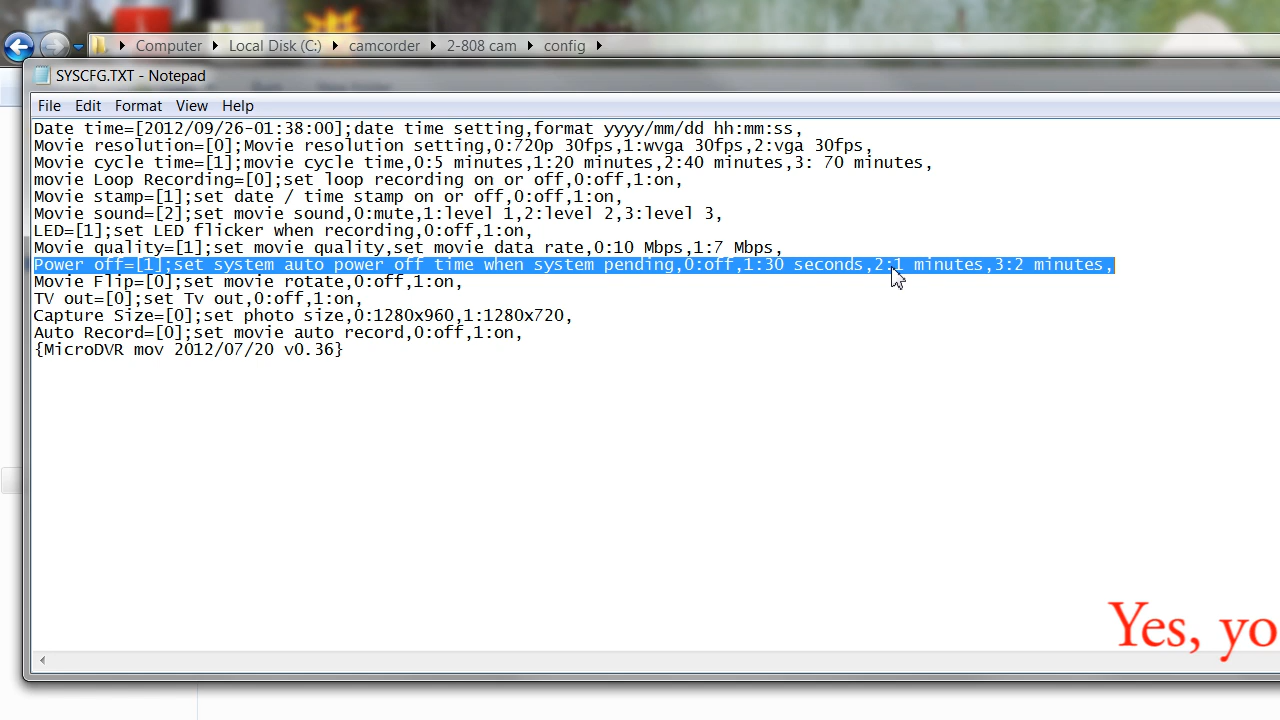 Computer Local Disk (C:) camcorder 2-808 cam config
SYSCFG.TXT - Notepad
File Edit Format View Help
Date time=[2012/09/26-01:38:00];date time setting,format yyyy/mm/dd hh:mm:ss,
Movie resolution=[0];Movie resolution setting,0:720p 30fps,1:wvga 30fps,2:vga 30fps,
Movie cycle time=[1];movie cycle time,0:5 minutes,1:20 minutes,2:40 minutes,3: 70 minutes,
movie Loop Recording=[0];set loop recording on or off,0:off,1:on,
Movie stamp=[1];set date / time stamp on or off,0:off,1:on,
Movie sound=[2];set movie sound,0:mute,1:level 1,2:level 2,3:level 3,
LED=[1];set LED flicker when recording,0:off,1:on,
Movie quality=[1];set movie quality,set movie data rate,0:10 Mbps,1:7 Mbps,
Power off=[1];set system auto power off time when system pending,0:off,1:30 seconds,2:1 minutes,3:2 minutes,
Movie Flip=[0];set movie rotate,0:off,1:on,
TV out=[0];set Tv out,0:off,1:on,
Capture Size=[0];set photo size,0:1280x960,1:1280x720,
Auto Record=[0];set movie auto record,0:off,1:on,
{MicroDVR mov 2012/07/20 v0.36}
Yes, yo